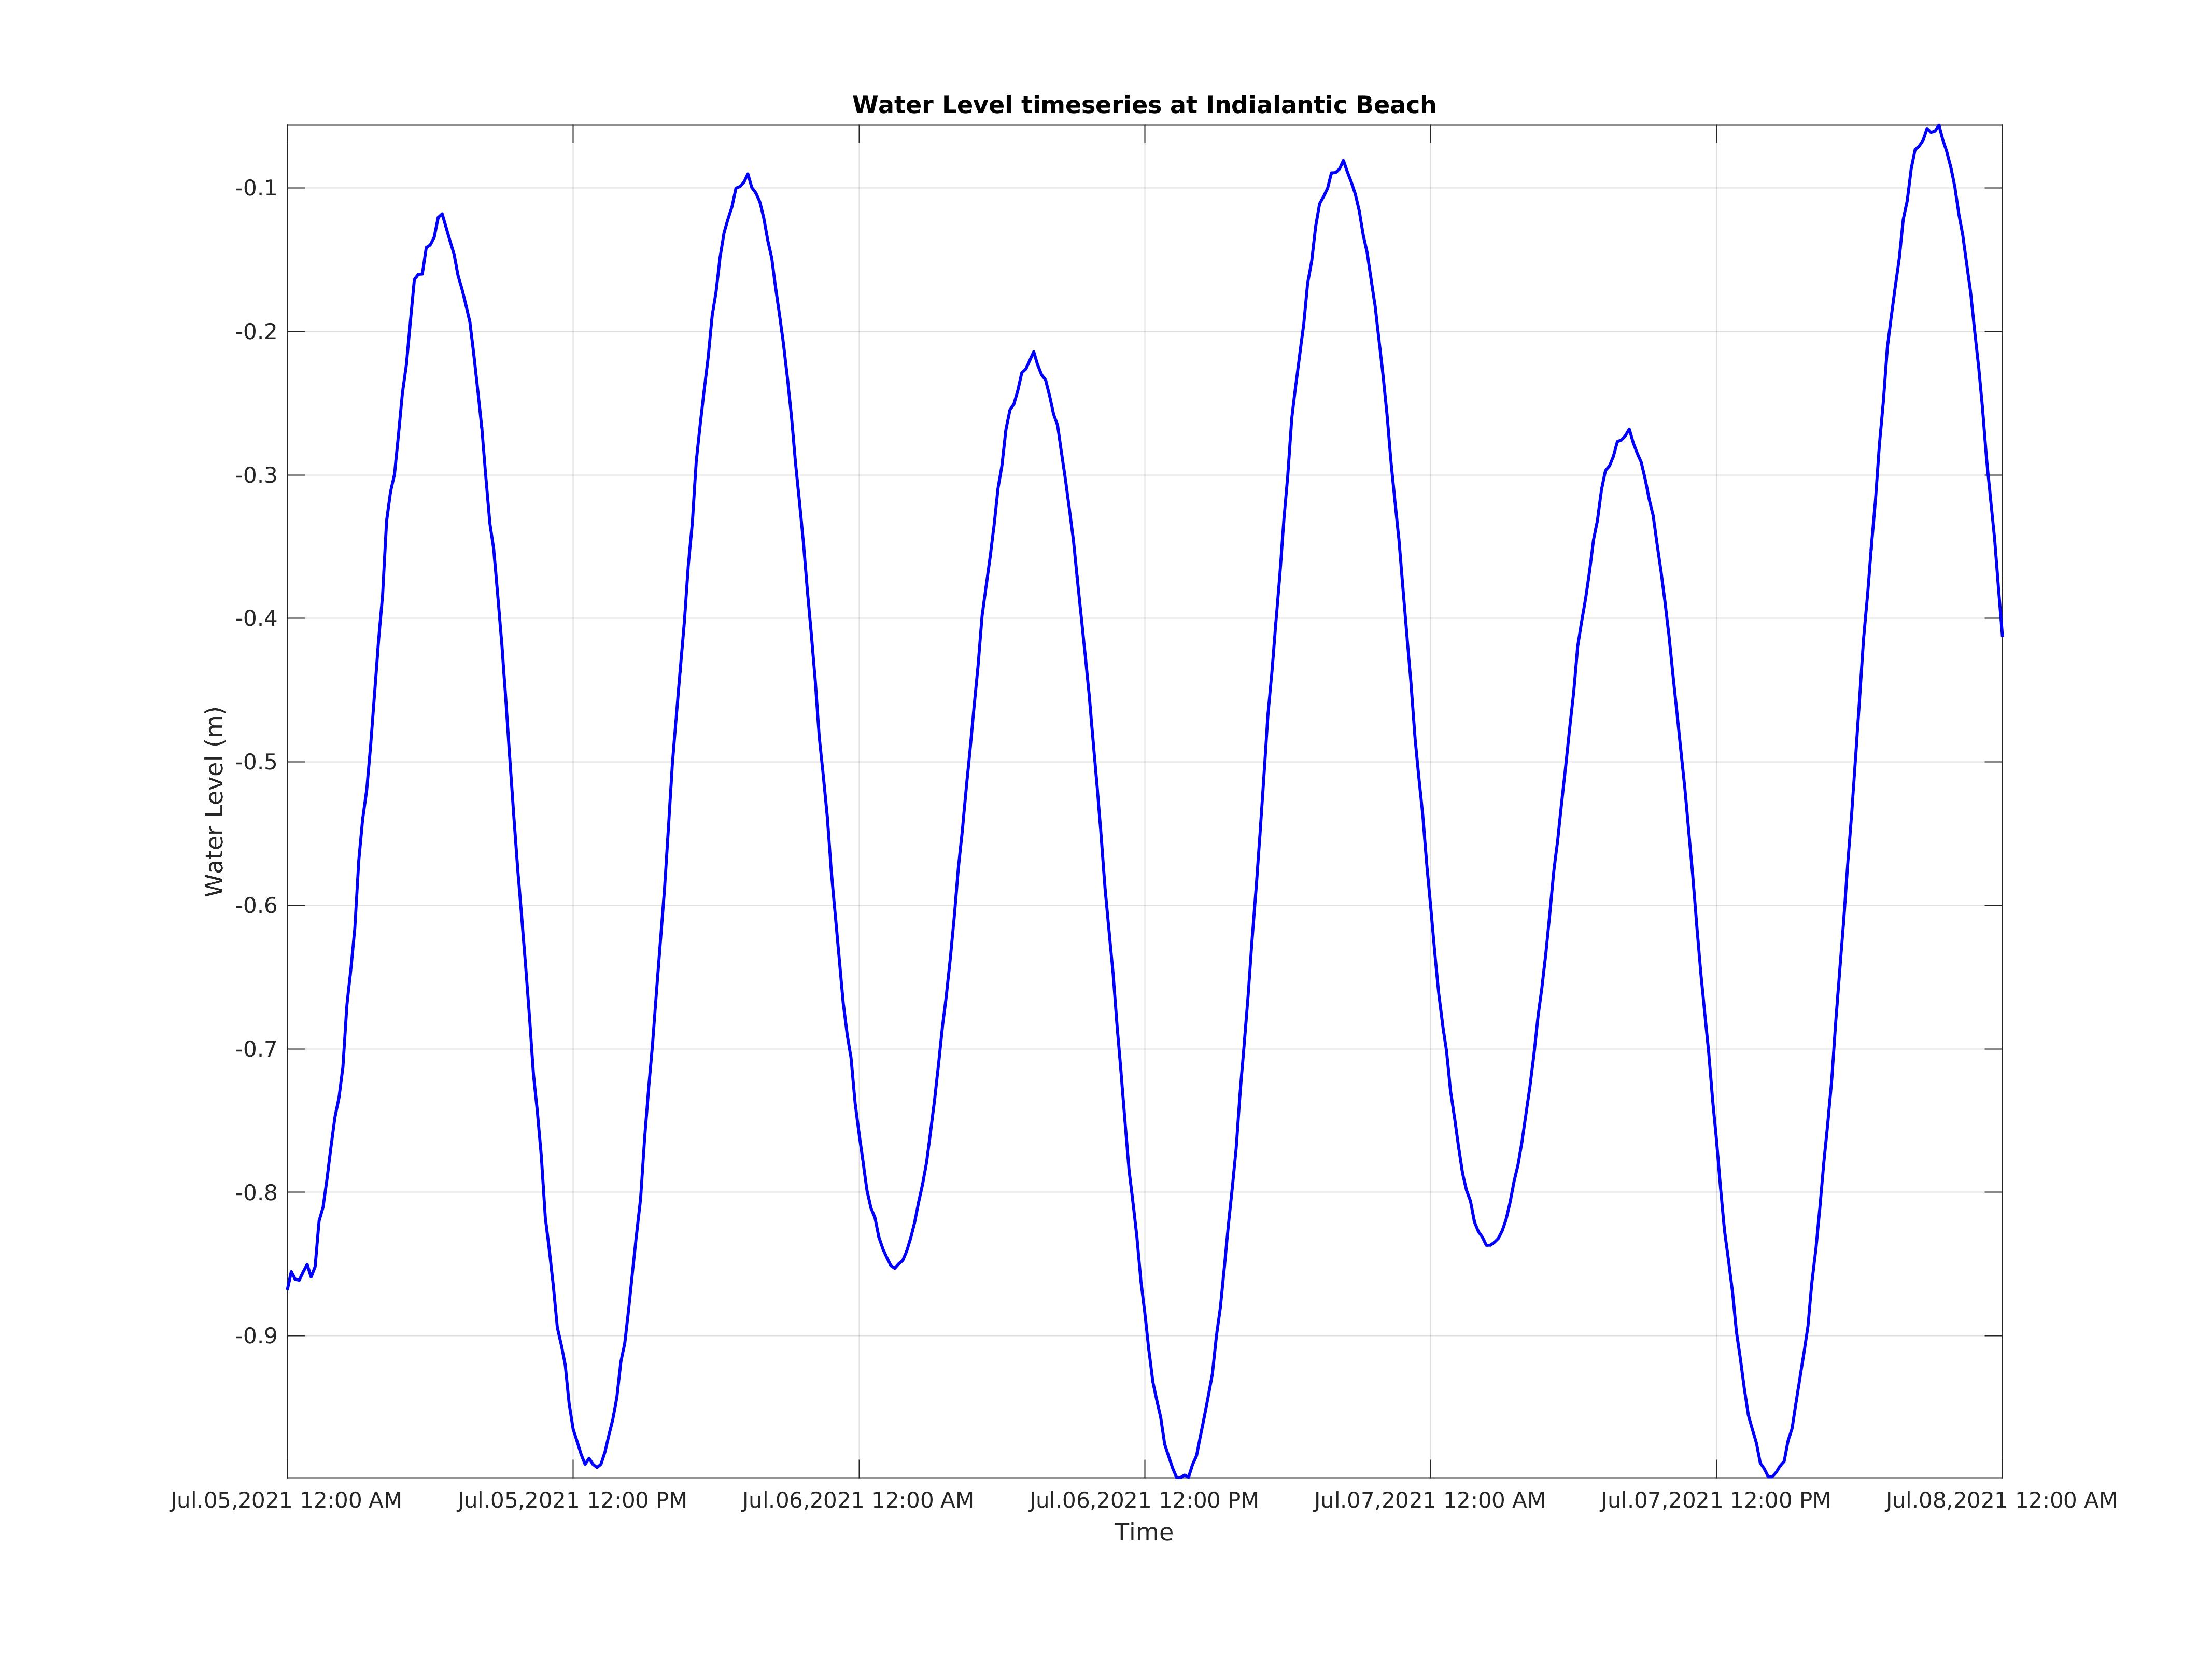 Water Level timeseries at Indialantic Beach
-0.1
-0.2
-0.3
-0.4
-0.5
-0.6
-0.7
-0.8
-0.9
Water Level (m)
Jul.05,2021 12:00 AM
Jul.05,2021 12:00 PM
Jul.06,2021 12:00 AM
Jul.06,2021 12:00 PM
Jul.07,2021 12:00 AM
Jul.07,2021 12:00 PM
Jul.08,2021 12:00 AM
Time